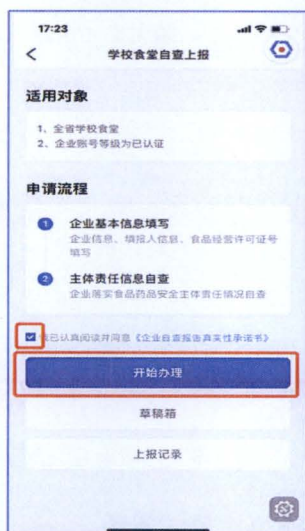 17:23
学校食堂自查上报
适用对象
1、全省学校食堂
2、企业账号等级为已认证
申请流程
1 企业基本信息填写
企业信息、填报人信息、食品经营许可证号
填写
2 主体责任信息自查
企业落实食品药品安全主体责任情况自查
我已认真阅读并同意《企业自查报告真实性承诺书》
开始办理
草稿箱
上报记录